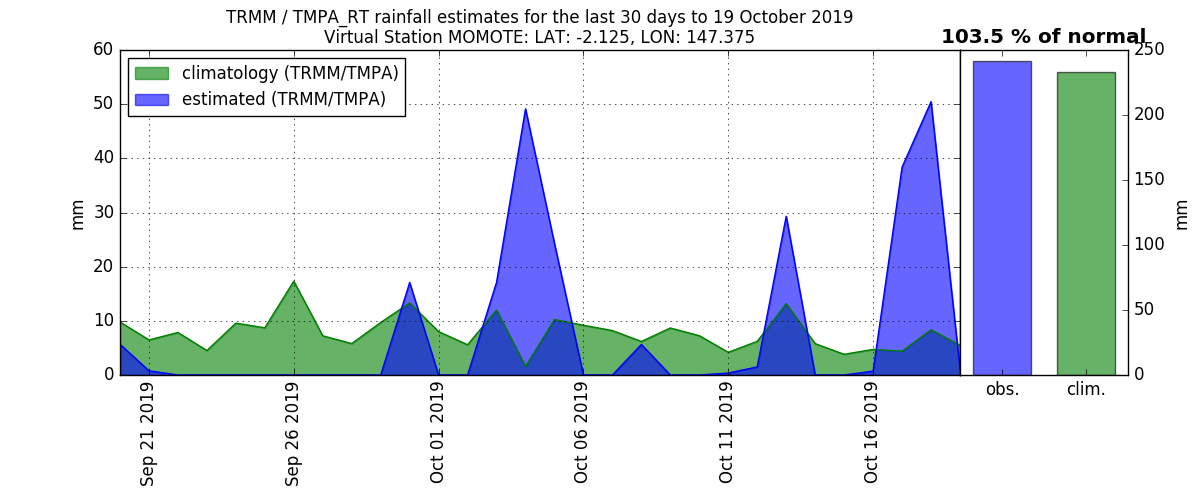 TRMM / TMPA_RT rainfall estimates for the last 30 days to 19 October 2019
Virtual Station MOMOTE: LAT: -2.125, LON: 147.375
103.5 % of normal
climatology (TRMM/TMPA)
estimated (TRMM/TMPA)
60
50
40
30
20
10
0
mm
Sep 21 2019
Sep 26 2019
Oct 01 2019
Oct 06 2019
Oct 11 2019
Oct 16 2019
250
200
150
100
50
0
mm
obs.
clim.